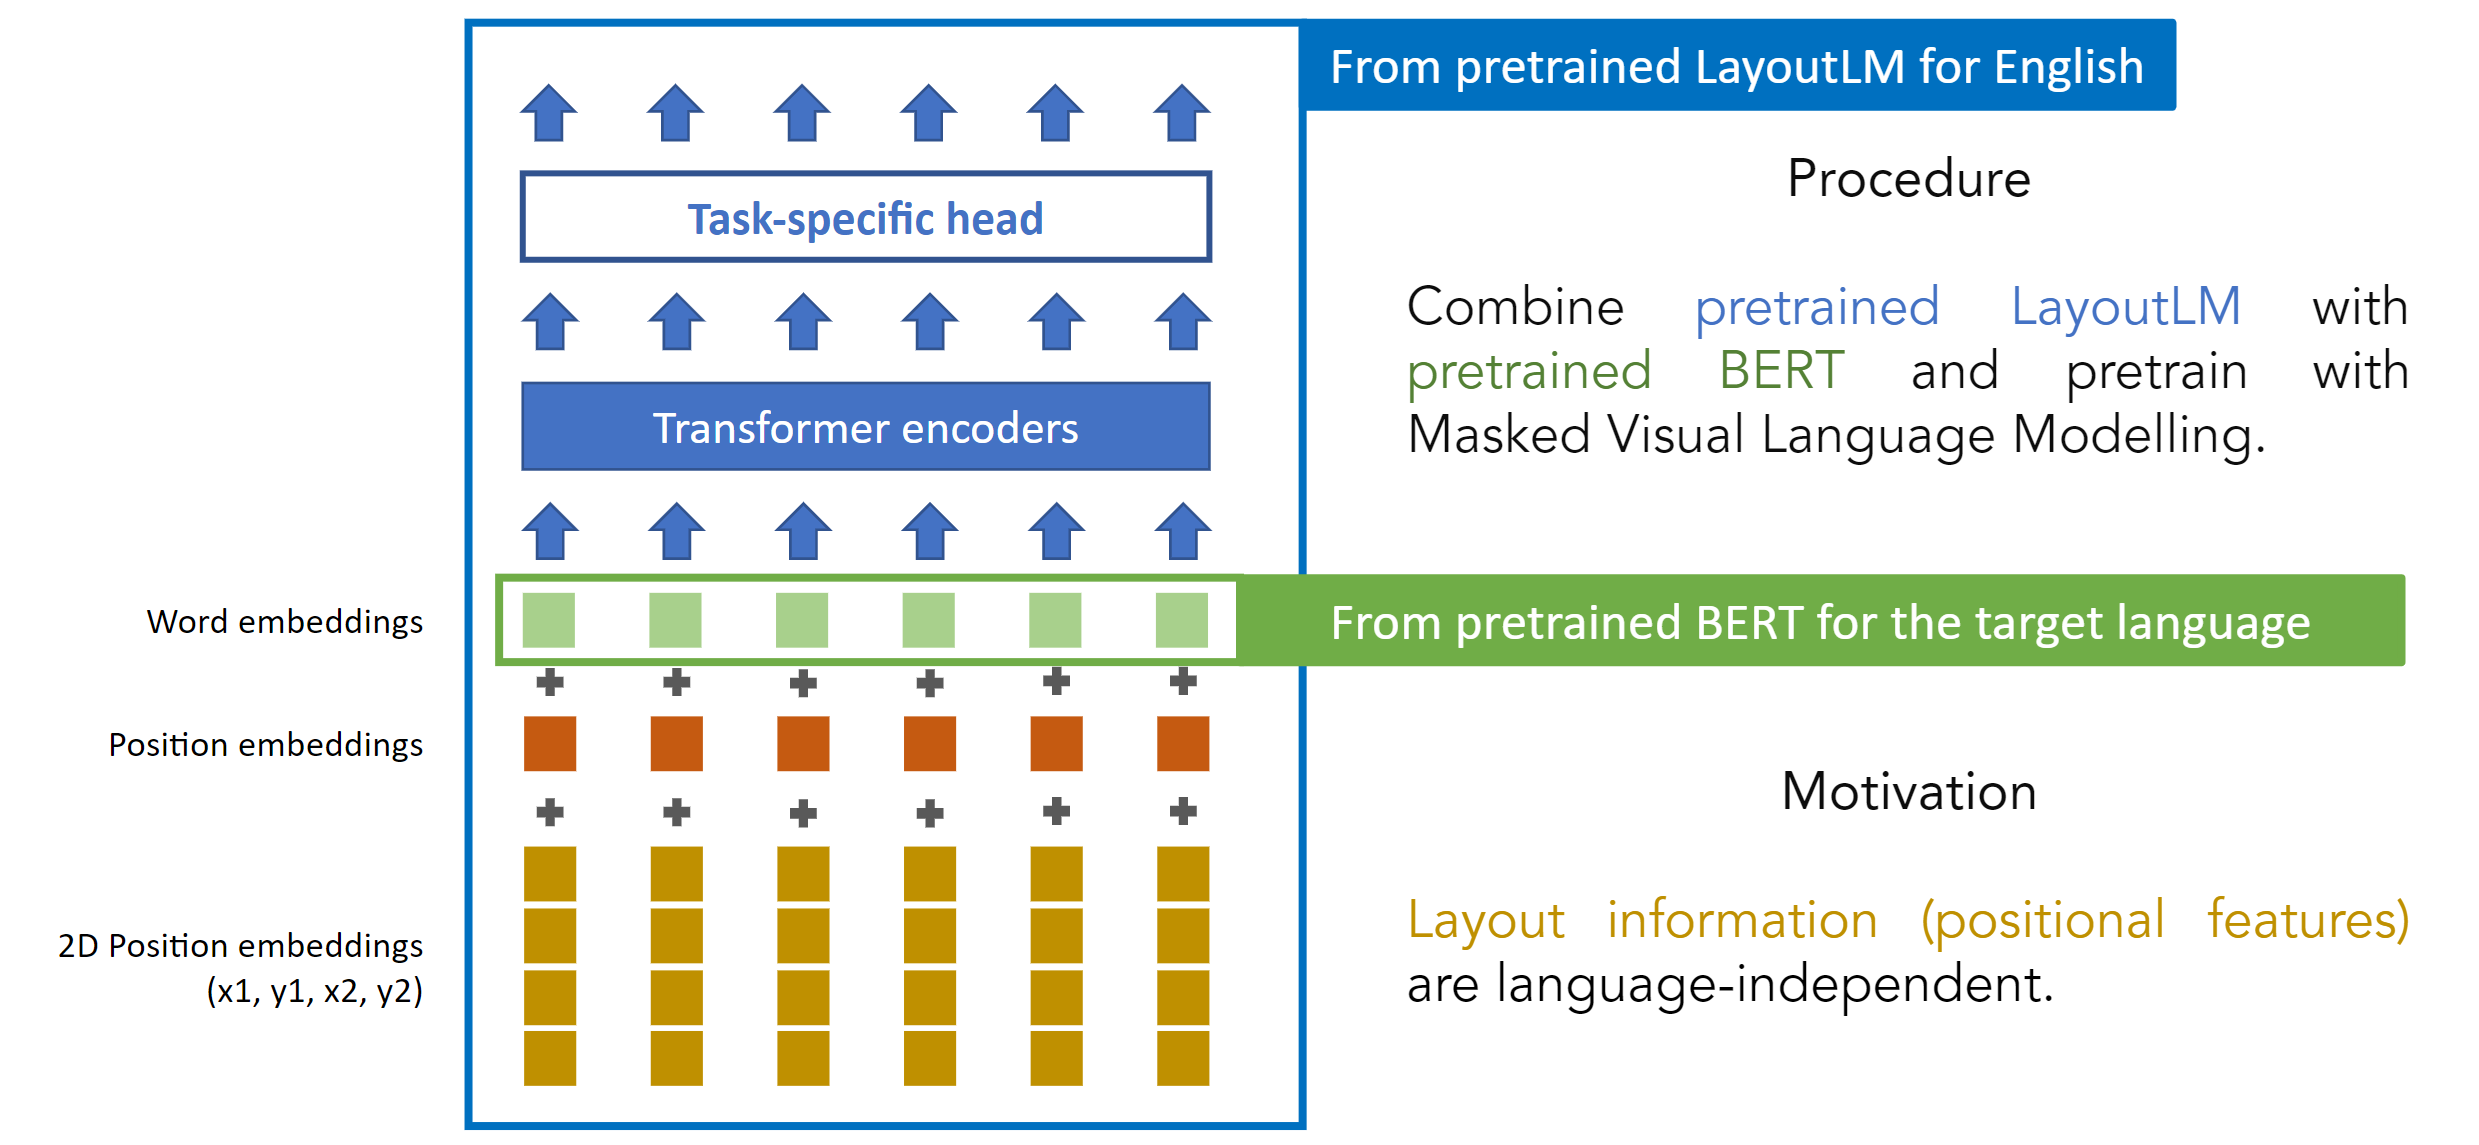 From pretrained LayoutLM for English
Task-specific head
Transformer encoders
Word embeddings
Position embeddings
2D Position embeddings
(x1, y1, x2, y2)
Procedure
Combine pretrained LayoutLM with
pretrained BERT and pretrain with
Masked Visual Language Modelling.
From pretrained BERT for the target language
Motivation
Layout information (positional features)
are language-independent.